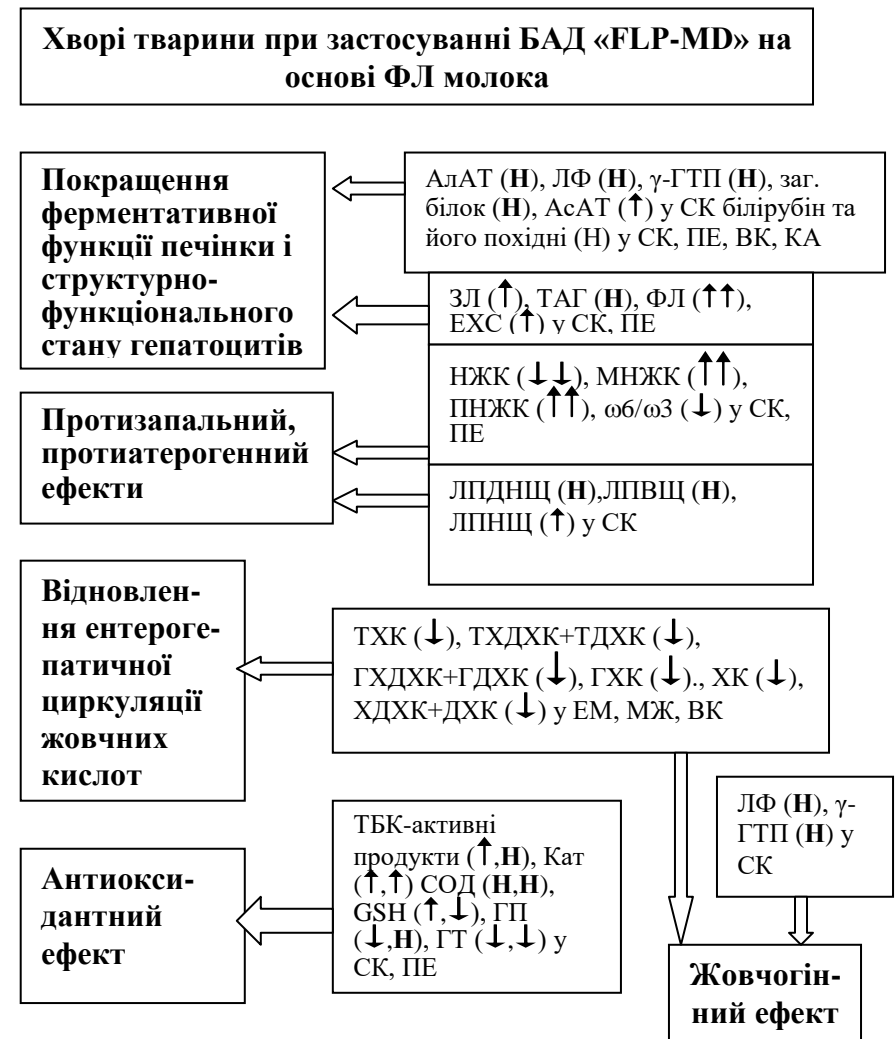 Хворі тварини при застосуванні БАД «FLP-MD» на
основі ФЛ молока
Покращення
ферментативної
функції печінки і
структурно-
функціонального
стану гепатоцитів
АлАТ (Н), ЛФ (Н), γ-ГТП (Н), заг.
білок (Н), АсАТ (↑) у СК білірубін та
його похідні (Н) у СК, ПЕ, ВК, КА
ЗЛ (↑), ТАГ (Н), ФЛ (↑↑),
ЕХС (↑) у СК, ПЕ
НЖК (↓↓), МНЖК (↑↑),
ПНЖК (↑↑), ω6/ω3 (↓) у СК,
ПЕ
Протизапальний,
протиатерогенний
ефекти
ЛПДНЩ (Н),ЛПВЩ (Н),
ЛПНЩ (↑) у СК
Відновлен-
ня ентероге-
патичної
циркуляції
жовчних
кислот
ТХК (↓), ТХДХК+ТДХК (↓),
ГХДХК+ГДХК (↓), ГХК (↓)., ХК (↓),
ХДХК+ДХК (↓) у ЕМ, МЖ, ВК
ЛФ (Н), γ-
ГТП (Н) у
СК
Антиокси-
дантний
ефект
ТБК-активні
продукти (↑,Н), Кат
(↑,↑) СОД (Н,Н),
GSH (↑,↓), ГП
(↓,Н), ГТ (↓,↓) у
СК, ПЕ
Жовчогін-
ний ефект